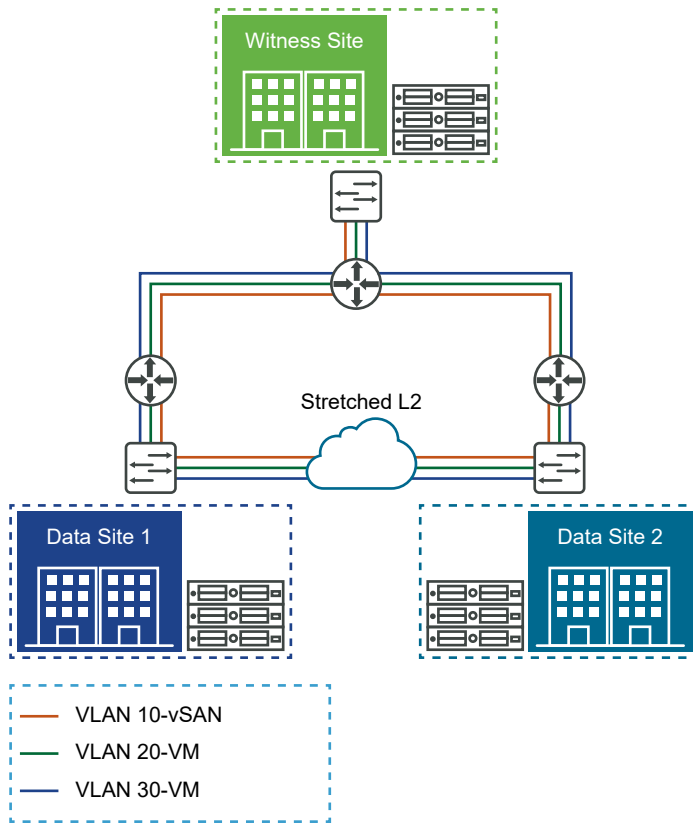 Witness Site
Stretched L2
Data Site 1
Data Site 2
VLAN 10-vSAN
VLAN 20-VM
VLAN 30-VM